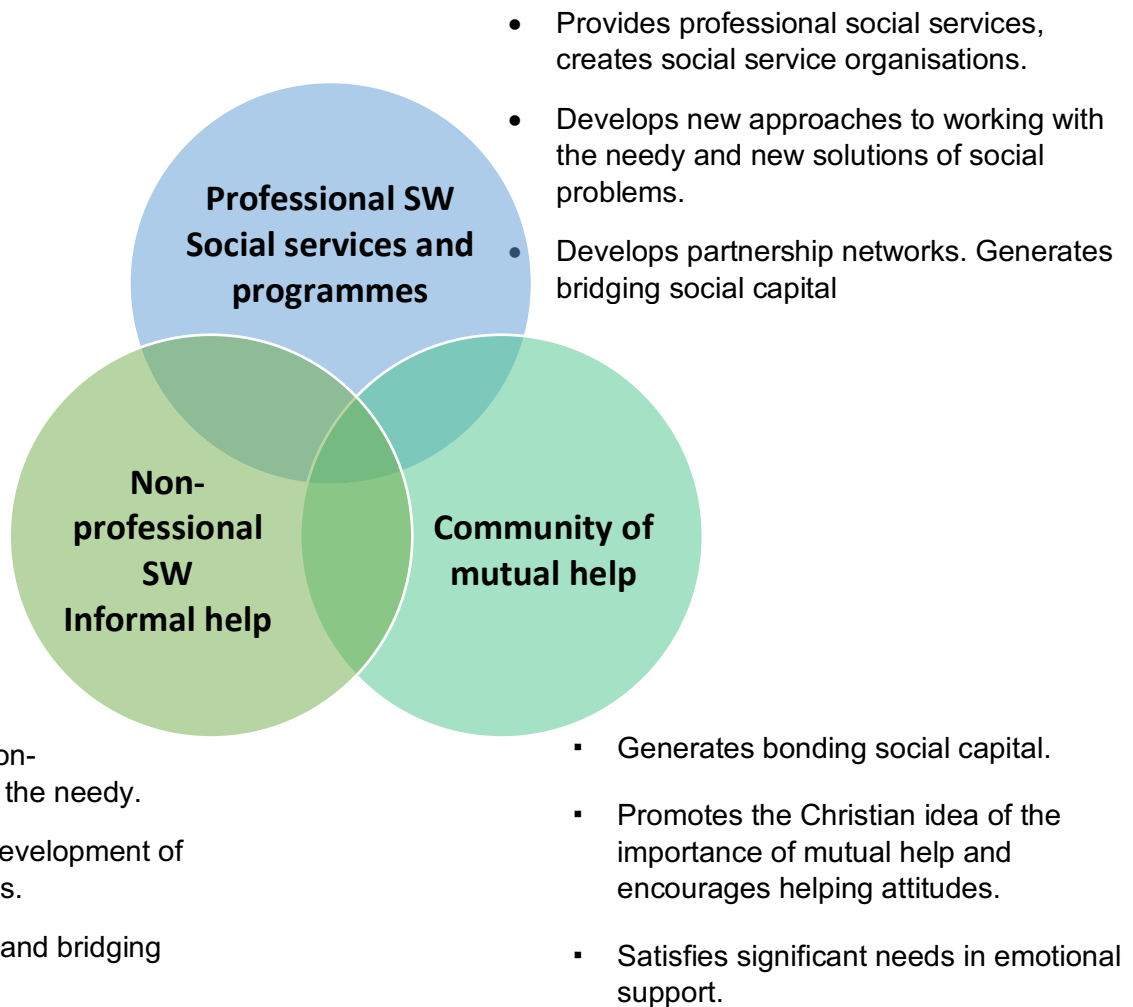 • Provides professional social services,
creates social service organisations.
• Develops new approaches to working with
the needy and new solutions of social
problems.
• Develops partnership networks. Generates
bridging social capital
Professional SW
Social services and
programmes
Non-
professional
SW
Informal help
Community of
mutual help
on-
the needy.
evelopment of
s.
and bridging
▪ Generates bonding social capital.
▪ Promotes the Christian idea of the
importance of mutual help and
encourages helping attitudes.
▪ Satisfies significant needs in emotional
support.